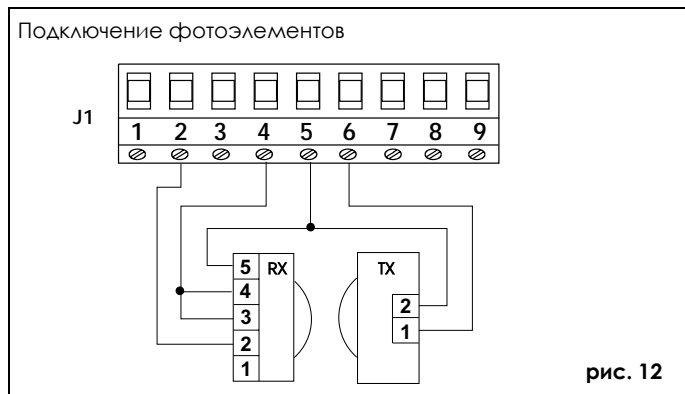 Подключение фотоэлементов
J1
1 2 3 4 5 6 7 8 9
5 RX TX
4
3 2
2 1
1
рис. 12